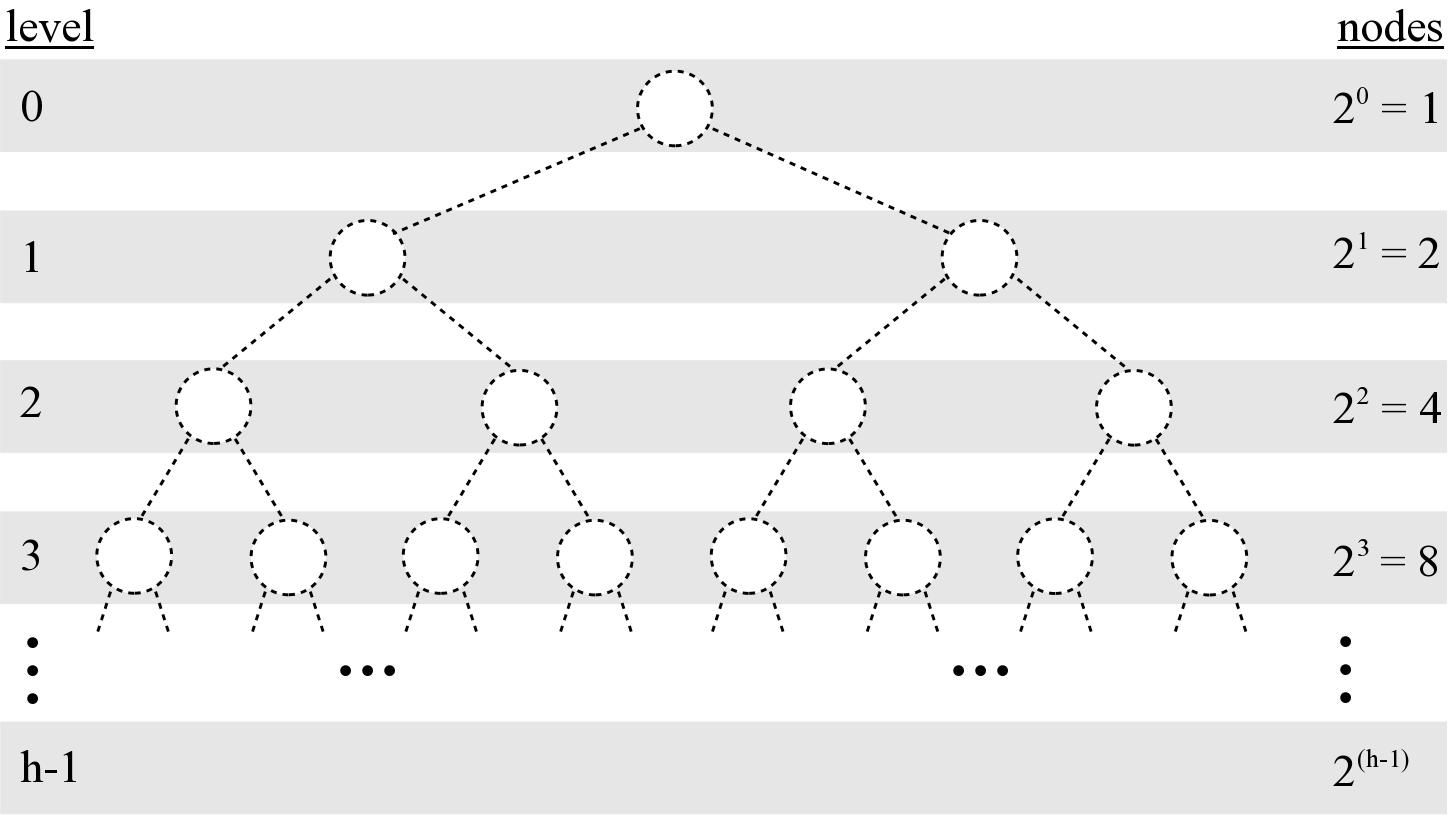 level nodes
0 2⁰ = 1
1 2¹ = 2
2 2² = 4
3 2³ = 8
h-1 2⁽ʰ⁻¹⁾